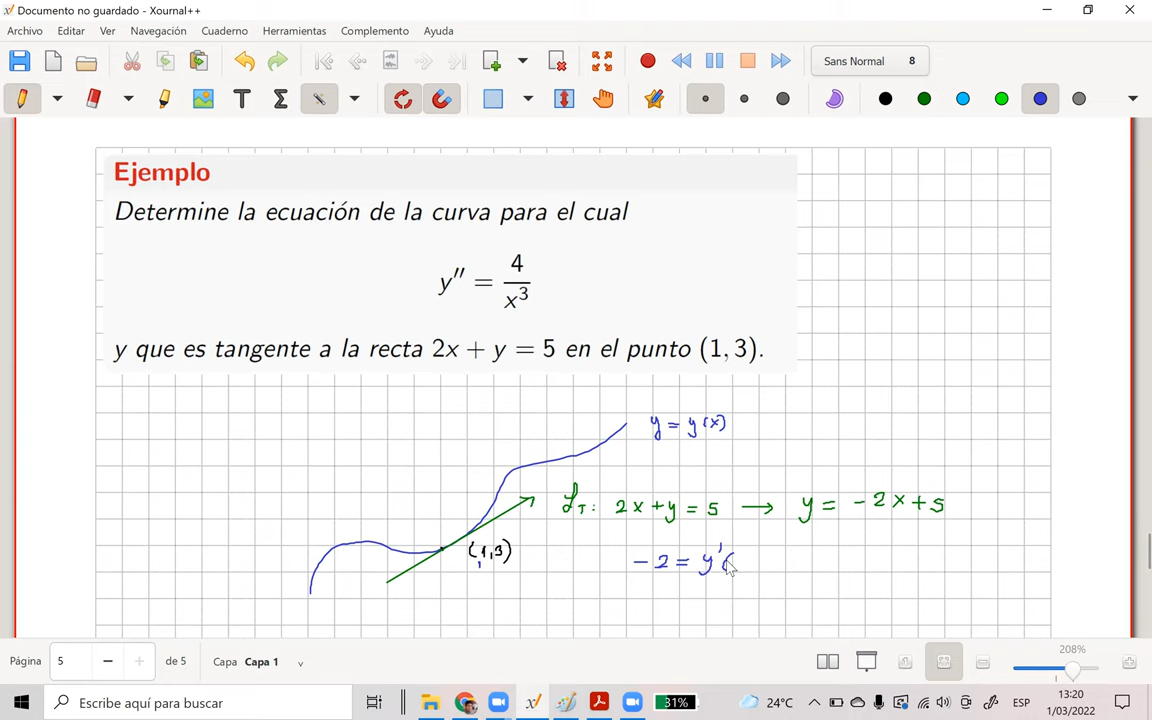 Documento no guardado - Xournal++
Archivo Editar Ver Navegación Cuaderno Herramientas Complemento Ayuda
Sans Normal 8
Ejemplo
Determine la ecuación de la curva para el cual
y'' = 4/x³
y que es tangente a la recta 2x + y = 5 en el punto (1, 3).
y = y(x)
L_T: 2x+y = 5 → y = -2x+5
(1,3)
-2 = y'(
Página 5 de 5 Capa Capa 1 208%
Escribe aquí para buscar 31% 24°C ESP 13:20
1/03/2022